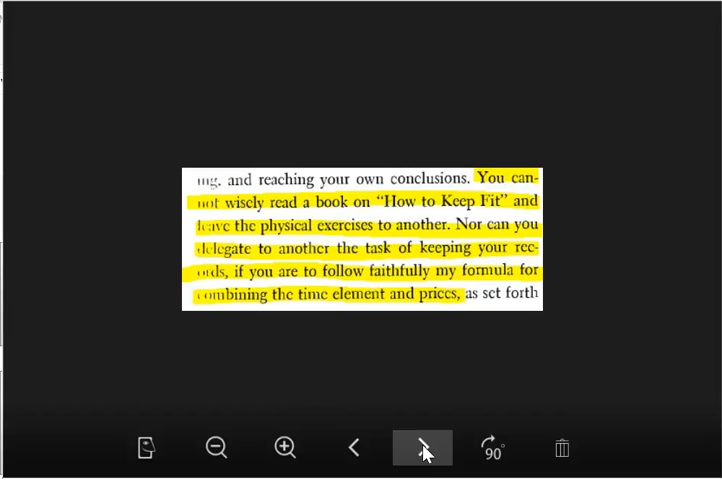 ing. and reaching your own conclusions. You can-
not wisely read a book on “How to Keep Fit” and
leave the physical exercises to another. Nor can you
delegate to another the task of keeping your rec-
ords, if you are to follow faithfully my formula for
combining the time element and prices, as set forth
90°